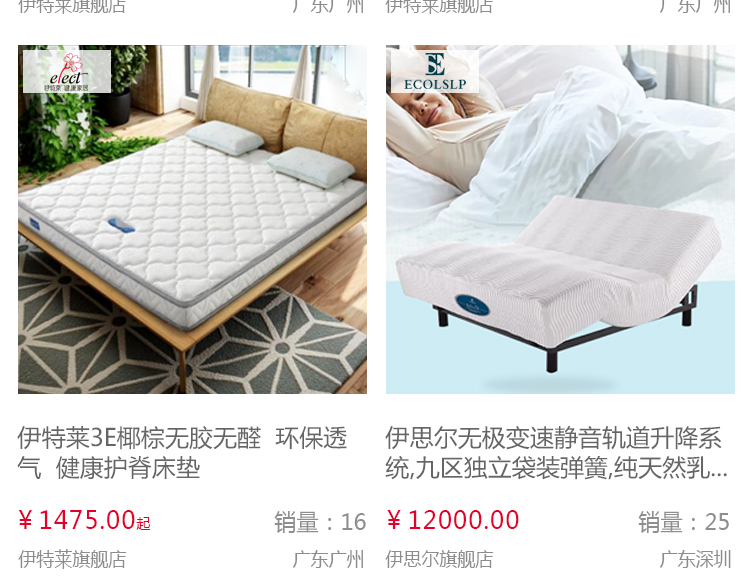 伊特莱旗舰店 广东广州 伊特莱旗舰店 广东广州
elect
伊特莱 健康家居
SE
ECOLSLP
伊特莱3E椰棕无胶无醛 环保透
气 健康护脊床垫
¥ 1475.00起 销量：16
伊特莱旗舰店 广东广州
伊思尔无极变速静音轨道升降系
统,九区独立袋装弹簧,纯天然乳...
¥ 12000.00 销量：25
伊思尔旗舰店 广东深圳